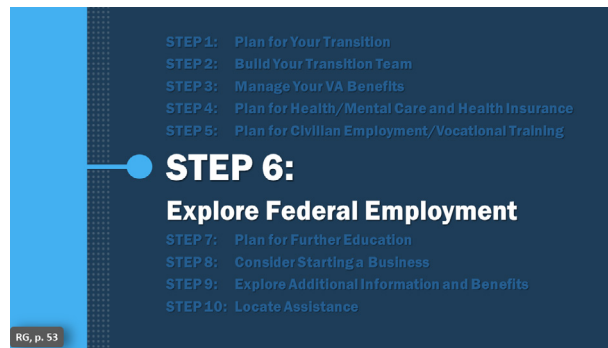 STEP 1: Plan for Your Transition
STEP 2: Build Your Transition Team
STEP 3: Manage Your VA Benefits
STEP 4: Plan for Health/Mental Care and Health Insurance
STEP 5: Plan for Civilian Employment/Vocational Training
STEP 6:
Explore Federal Employment
STEP 7: Plan for Further Education
STEP 8: Consider Starting a Business
STEP 9: Explore Additional Information and Benefits
STEP 10: Locate Assistance
RG, p. 53